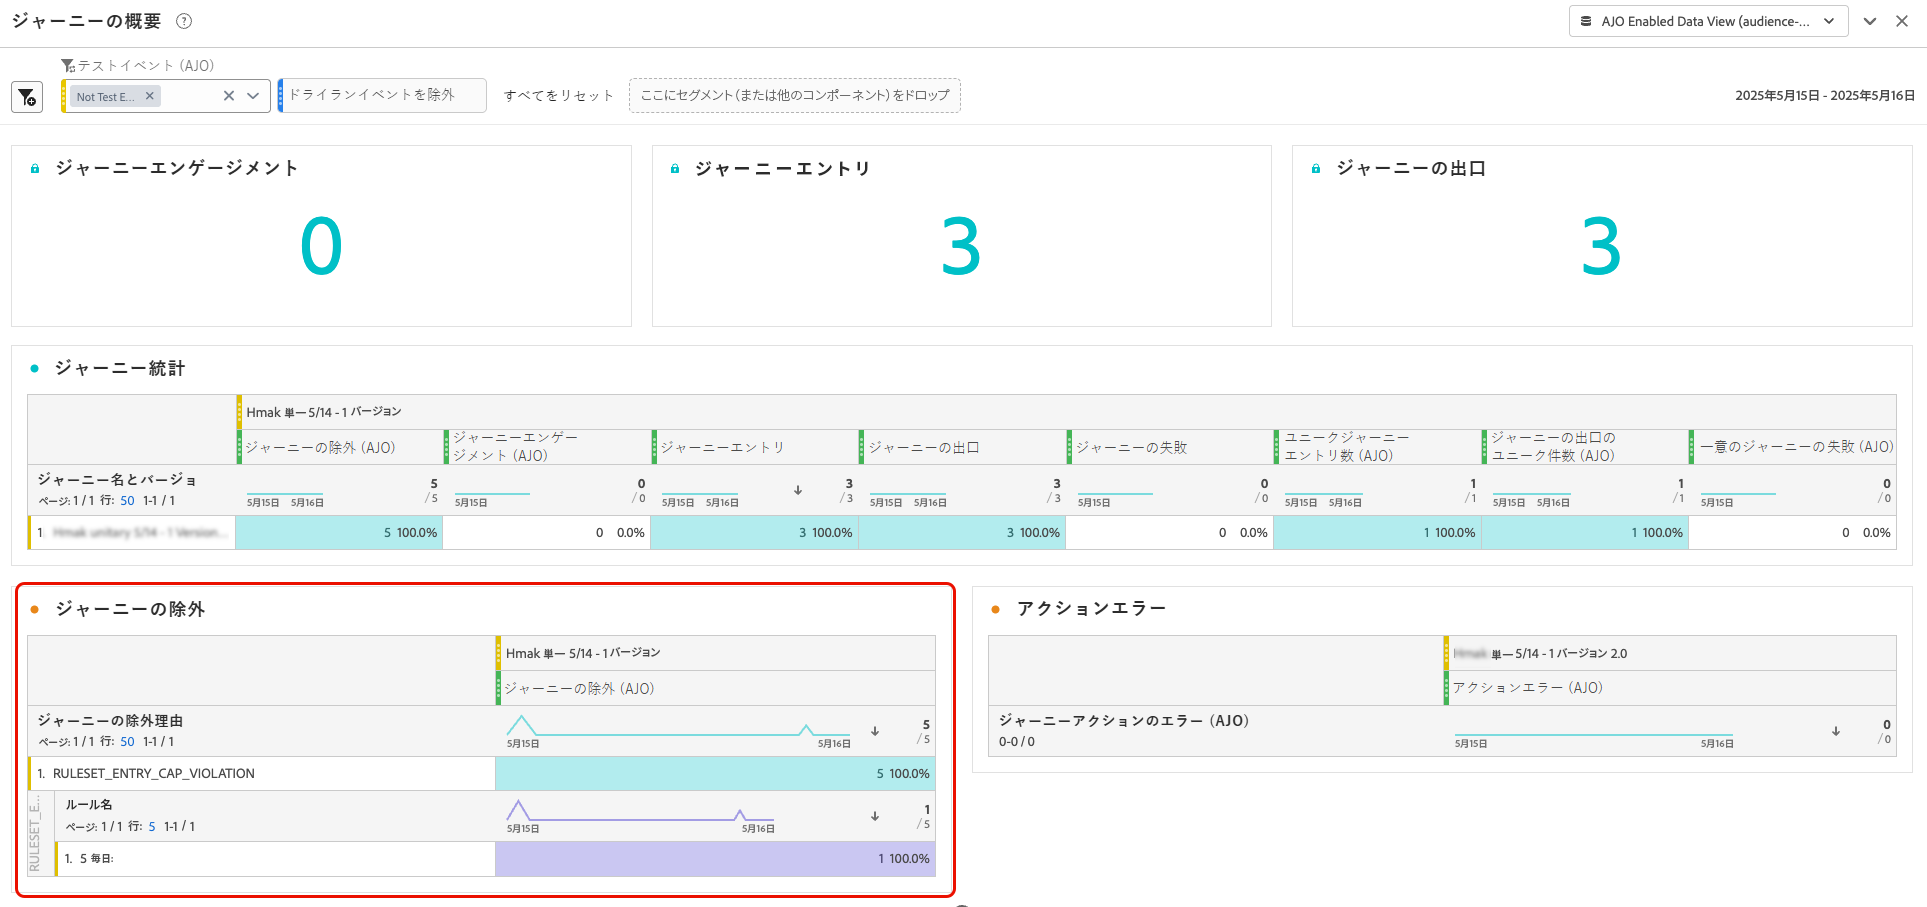 ジャーニーの概要 ?
AJO Enabled Data View (audience-...
テストイベント (AJO)
Not Test E...
ドライランイベントを除外
すべてをリセット
ここにセグメント（または他のコンポーネント）をドロップ
2025年5月15日 - 2025年5月16日
ジャーニーエンゲージメント
0
ジャーニーエントリ
3
ジャーニーの出口
3
ジャーニー統計
Hmak 単一 5/14 - 1 バージョン
ジャーニーの除外 (AJO)
ジャーニーエンゲー
ジメント (AJO)
ジャーニーエントリ
ジャーニーの出口
ジャーニーの失敗
ユニークジャーニー
エントリ数 (AJO)
ジャーニーの出口の
ユニーク件数 (AJO)
一意のジャーニーの失敗 (AJO)
ジャーニー名とバージョ
ページ: 1 / 1 行: 50 1-1 / 1
5月15日 5月16日 5 / 5
5月15日 0 / 0
5月15日 5月16日 3 / 3
5月15日 5月16日 3 / 3
5月15日 0 / 0
5月15日 5月16日 1 / 1
5月15日 5月16日 1 / 1
5月15日 0 / 0
1. Hmak unitary 5/14 - 1 Version...
5 100.0% 0 0.0% 3 100.0% 3 100.0% 0 0.0% 1 100.0% 1 100.0% 0 0.0%
ジャーニーの除外
Hmak 単一 5/14 - 1 バージョン
ジャーニーの除外 (AJO)
ジャーニーの除外理由
ページ: 1 / 1 行: 50 1-1 / 1
5月15日 5月16日 5 / 5
1. RULESET_ENTRY_CAP_VIOLATION 5 100.0%
RULESET_E...
ルール名
ページ: 1 / 1 行: 5 1-1 / 1
5月15日 5月16日 1 / 5
1. 5 毎日: 1 100.0%
アクションエラー
Hmak 単一 5/14 - 1 バージョン 2.0
アクションエラー (AJO)
ジャーニーアクションのエラー (AJO)
0-0 / 0
5月15日 5月16日 0 / 0